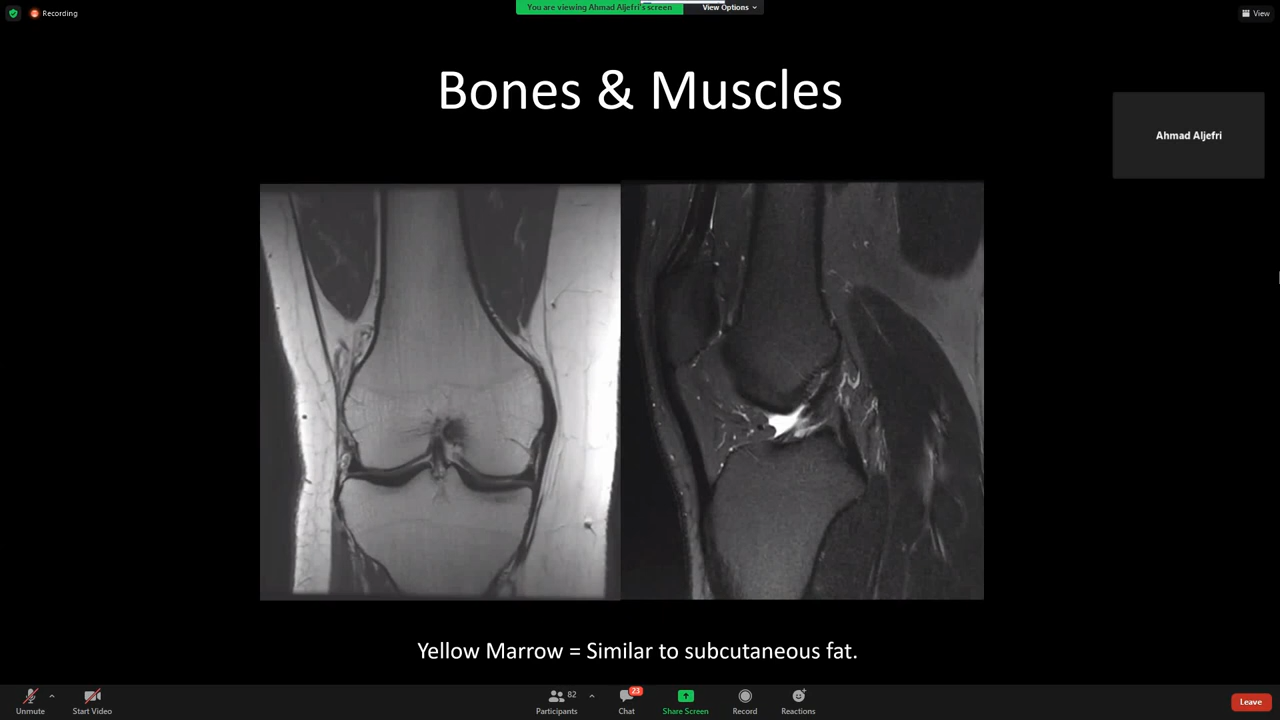 Recording
You are viewing Ahmad Aljefri's screen
View Options
View
Bones & Muscles
Ahmad Aljefri
Yellow Marrow = Similar to subcutaneous fat.
Unmute
Start Video
82
Participants
23
Chat
Share Screen
Record
Reactions
Leave